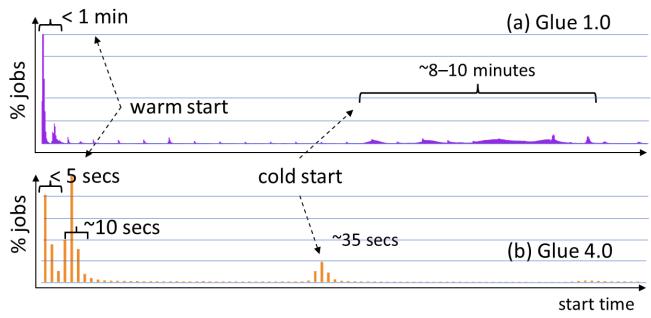 < 1 min
(a) Glue 1.0
~8–10 minutes
% jobs
warm start
< 5 secs
cold start
% jobs
~10 secs
~35 secs
(b) Glue 4.0
start time